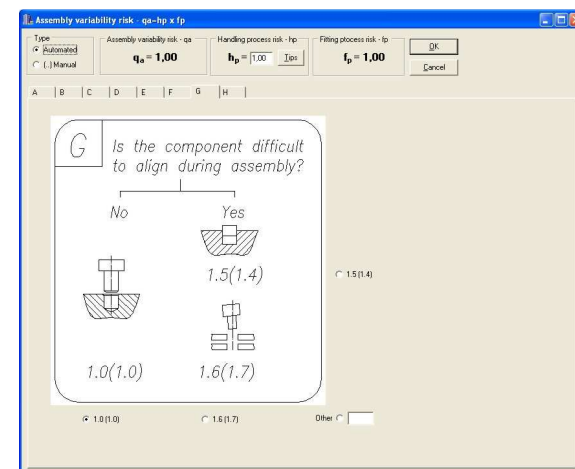 Assembly variability risk - qa=hp x fp
Type
Automated
(..) Manual
Assembly variability risk - qa
qa = 1,00
Handling process risk - hp
hp = 1,00 Tips
Fitting ptocess risk - fp
fp = 1,00
OK
Cancel
A B C D E F G H
G
Is the component difficult
to align during assembly?
No Yes
1.5(1.4)
1.5 (1.4)
1.0(1.0) 1.6(1.7)
1.0 (1.0) 1.6 (1.7) Other